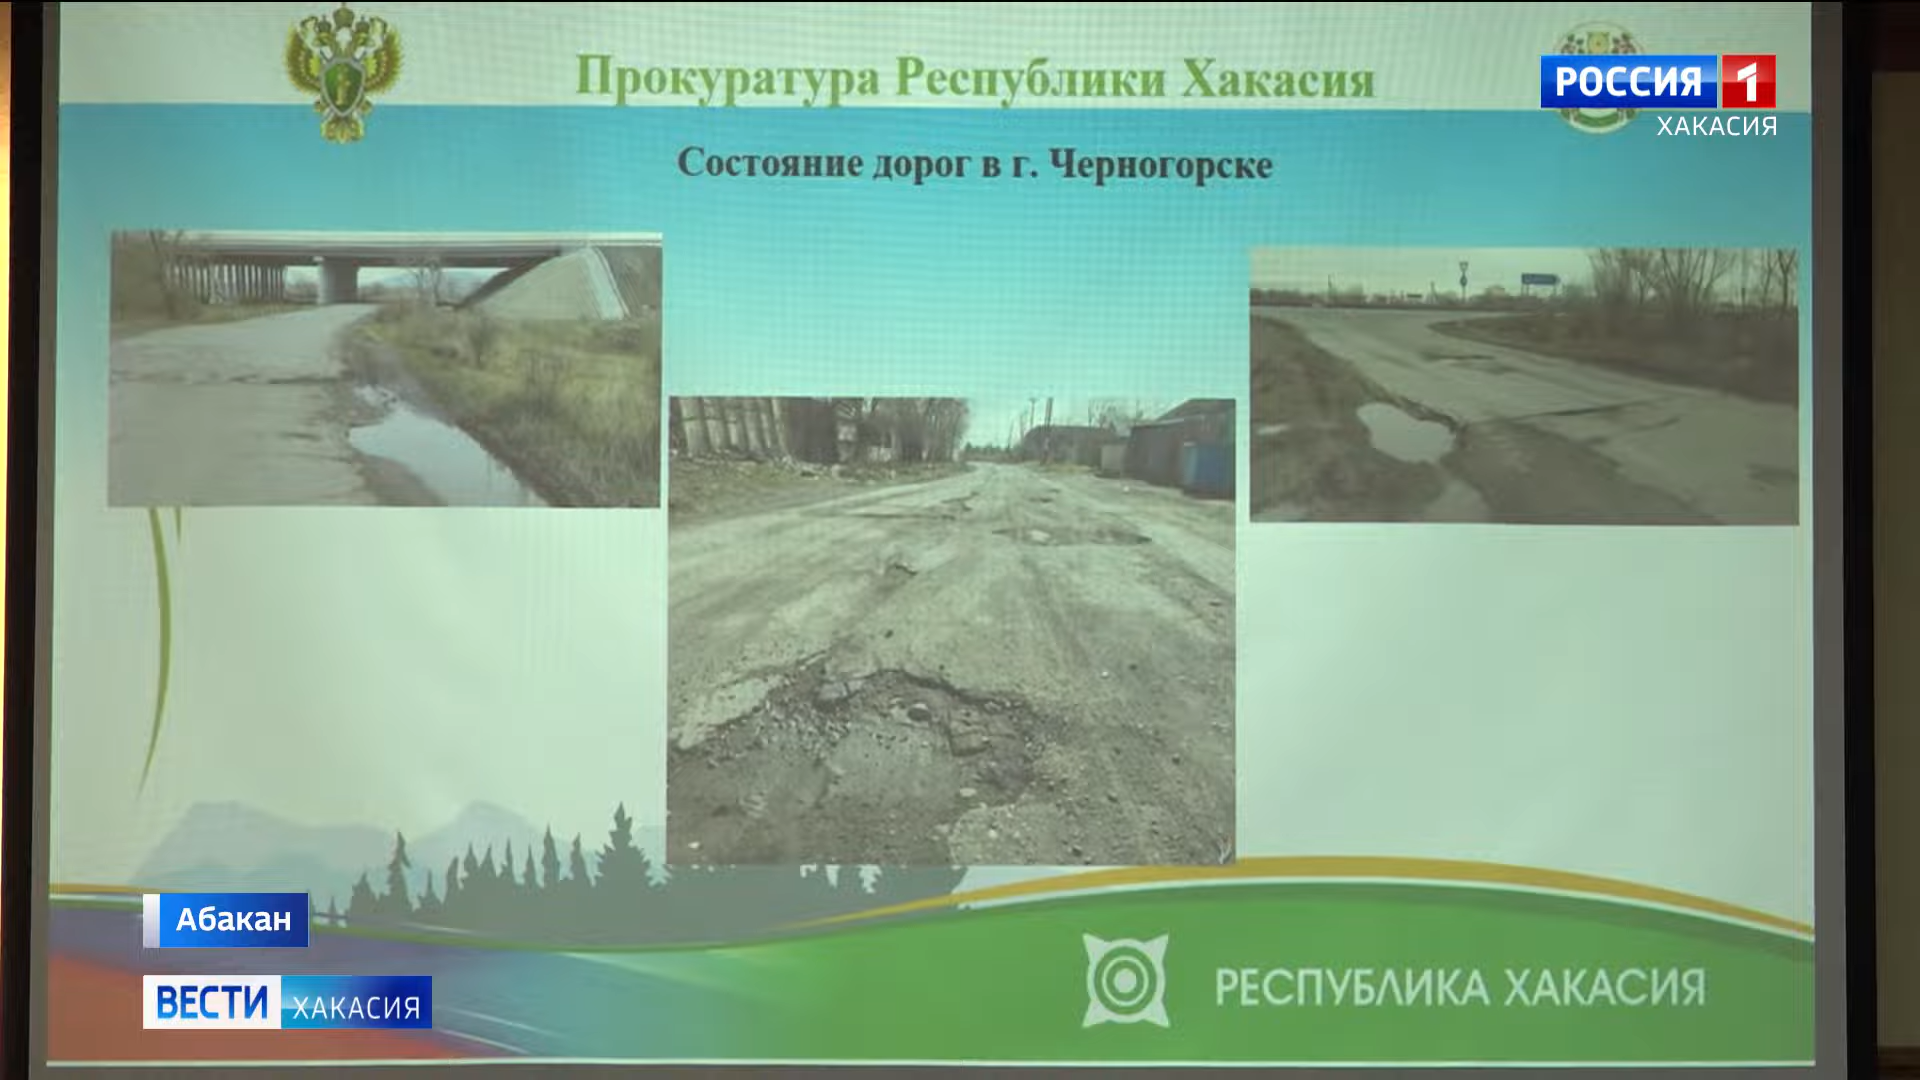 Прокуратура Республики Хакасия
РОССИЯ 1
ХАКАСИЯ
Состояние дорог в г. Черногорске
Абакан
ВЕСТИ ХАКАСИЯ
РЕСПУБЛИКА ХАКАСИЯ